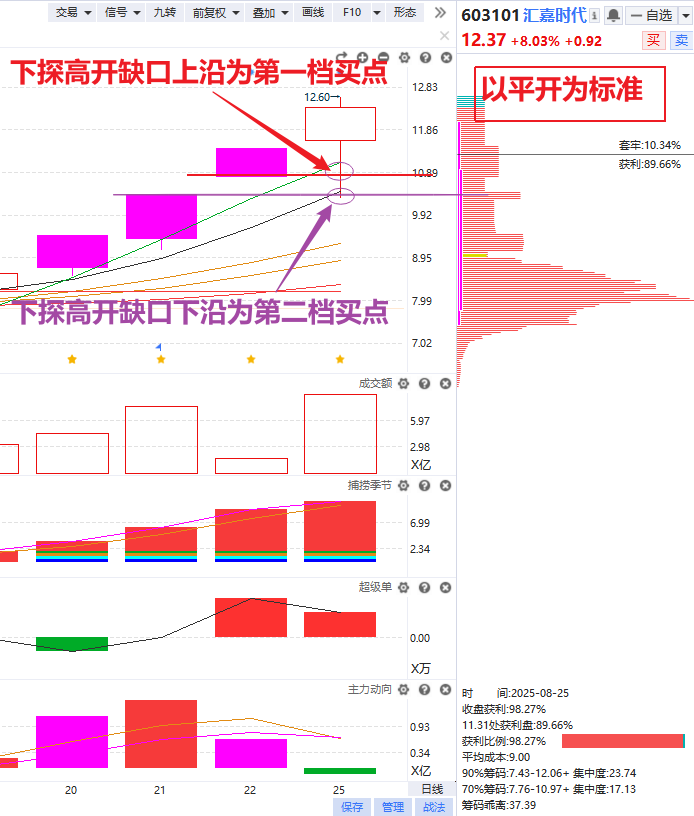 交易 信号 九转 前复权 叠加 画线 F10 形态
603101 汇嘉时代 自选
12.37 +8.03% +0.92 买 卖
下探高开缺口上沿为第一档买点
以平开为标准
12.60
12.83
11.86
10.89
9.92
8.95
7.99
7.02
套牢:10.34%
获利:89.66%
下探高开缺口下沿为第二档买点
成交额
5.97
2.98
X亿
捕捞季节
6.99
2.34
超级单
0.00
X万
主力动向
0.93
0.34
X亿
20 21 22 25 日线
保存 管理 战法
时 间:2025-08-25
收盘获利:98.27%
11.31处获利盘:89.66%
获利比例:98.27%
平均成本:9.00
90%筹码:7.43-12.06+ 集中度:23.74
70%筹码:7.76-10.97+ 集中度:17.13
筹码乖离:37.39